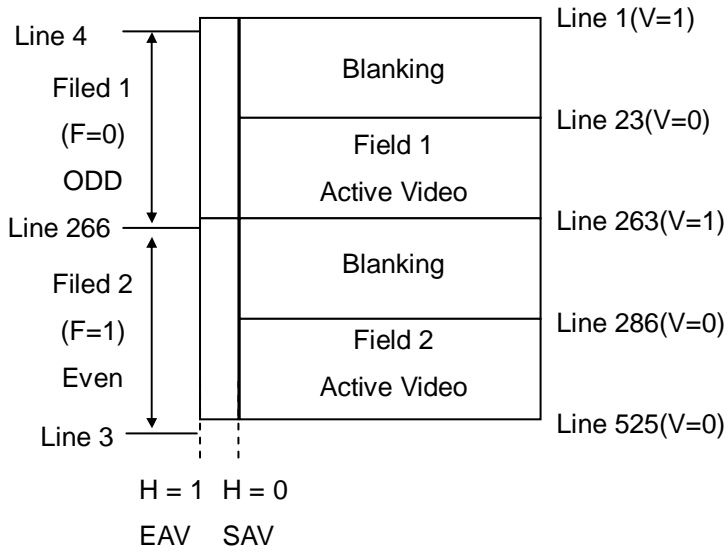 Line 4
Filed 1
(F=0)
ODD
Line 266
Filed 2
(F=1)
Even
Line 3
Blanking
Field 1
Active Video
Blanking
Field 2
Active Video
Line 1(V=1)
Line 23(V=0)
Line 263(V=1)
Line 286(V=0)
Line 525(V=0)
H = 1 H = 0
EAV SAV